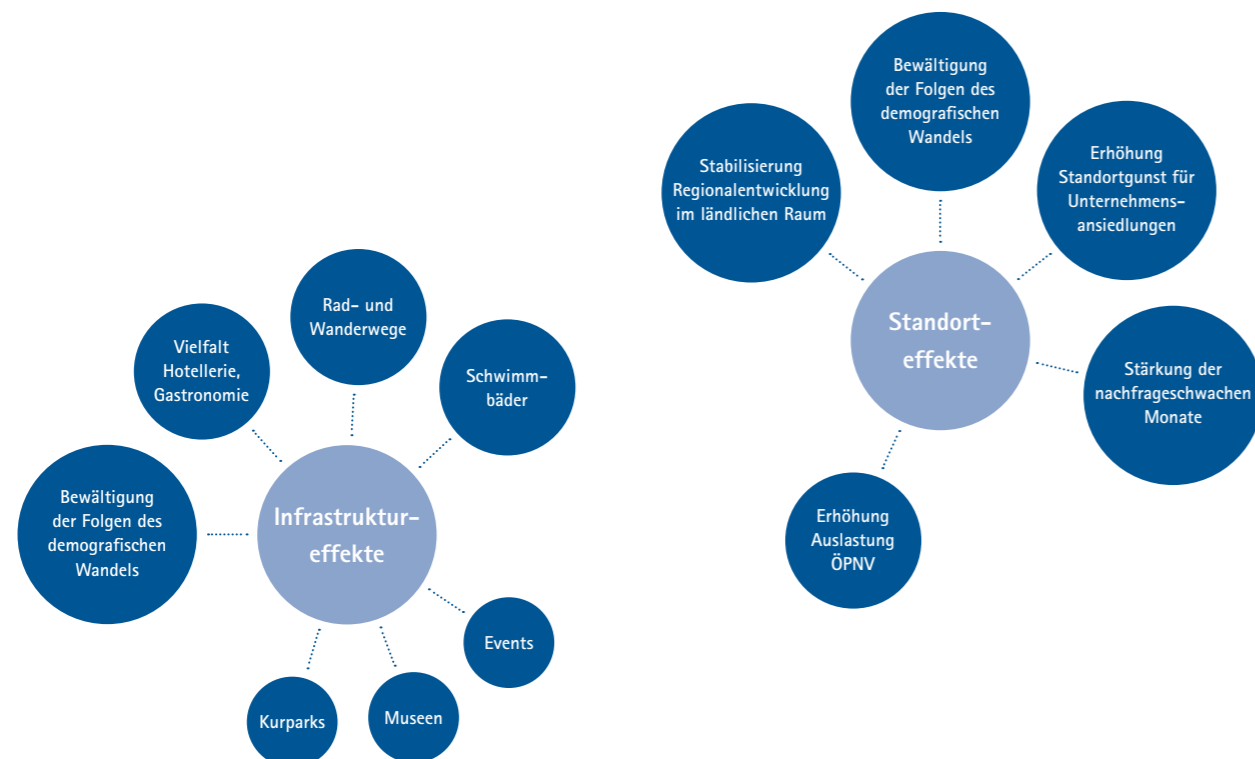 Rad- und
Wanderwege
Vielfalt
Hotellerie,
Gastronomie
Schwimm-
bäder
Bewältigung
der Folgen des
demografischen
Wandels
Infrastruktur-
effekte
Events
Kurparks
Museen
Bewältigung
der Folgen des
demografischen
Wandels
Stabilisierung
Regionalentwicklung
im ländlichen Raum
Erhöhung
Standortgunst für
Unternehmens-
ansiedlungen
Standort-
effekte
Stärkung der
nachfrageschwachen
Monate
Erhöhung
Auslastung
ÖPNV